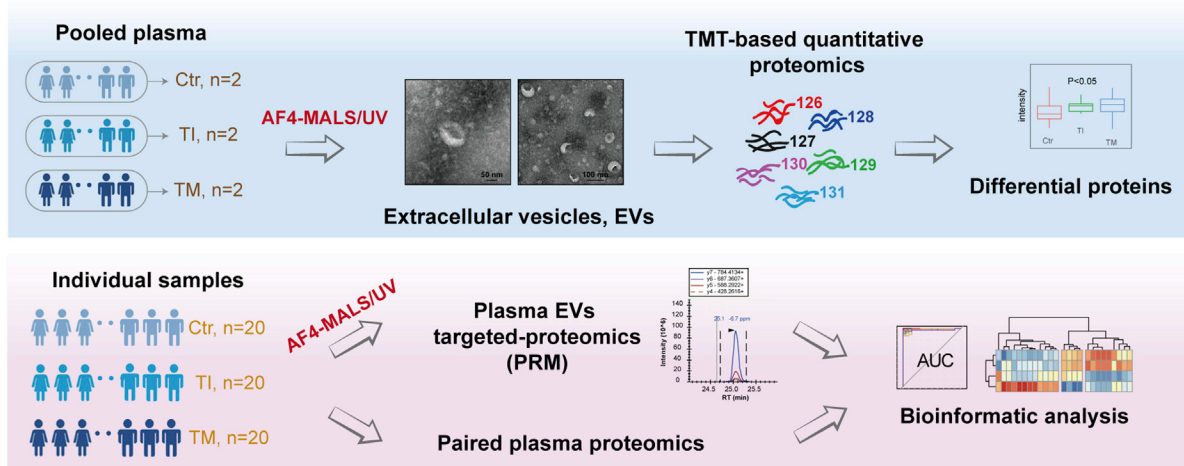 Pooled plasma
Ctr, n=2
TI, n=2
TM, n=2
AF4-MALS/UV
50 nm
100 nm
Extracellular vesicles, EVs
TMT-based quantitative
proteomics
126
128
127
130
129
131
intensity
P<0.05
Ctr
TI
TM
Differential proteins
Individual samples
Ctr, n=20
TI, n=20
TM, n=20
AF4-MALS/UV
Plasma EVs
targeted-proteomics
(PRM)
Paired plasma proteomics
y7 - 784.4134+
y6 - 687.3607+
y5 - 588.2922+
y4 - 428.2616+
Intensity (10^6)
140
120
100
80
60
40
20
0
25.1 -6.7 ppm
24.5 25.0 25.5
RT (min)
AUC
Bioinformatic analysis